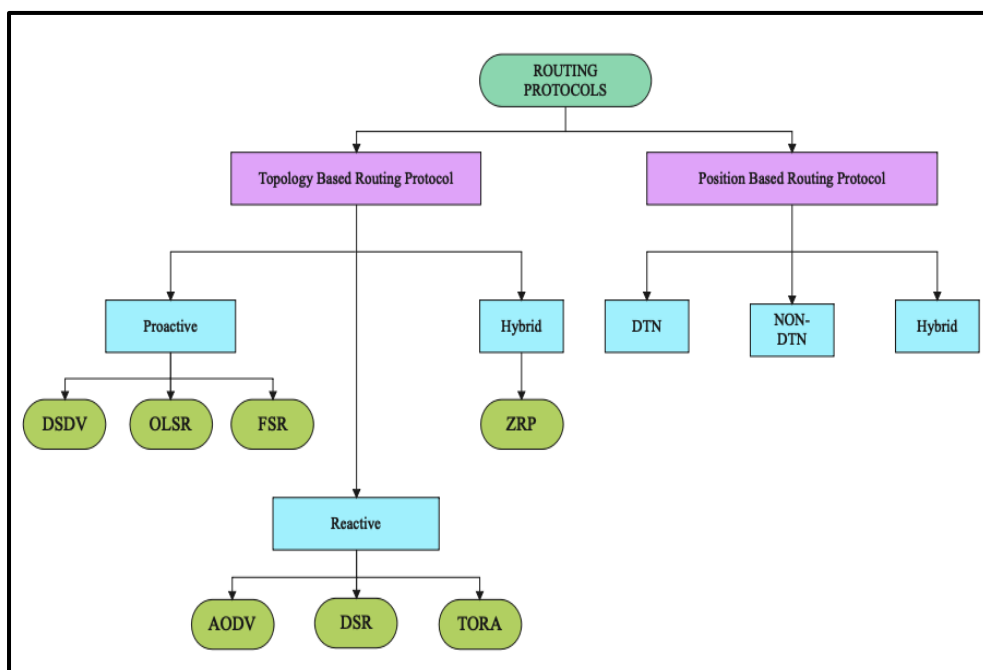 ROUTING
PROTOCOLS
Topology Based Routing Protocol
Position Based Routing Protocol
Proactive
Hybrid
DTN
NON-
DTN
Hybrid
DSDV
OLSR
FSR
ZRP
Reactive
AODV
DSR
TORA